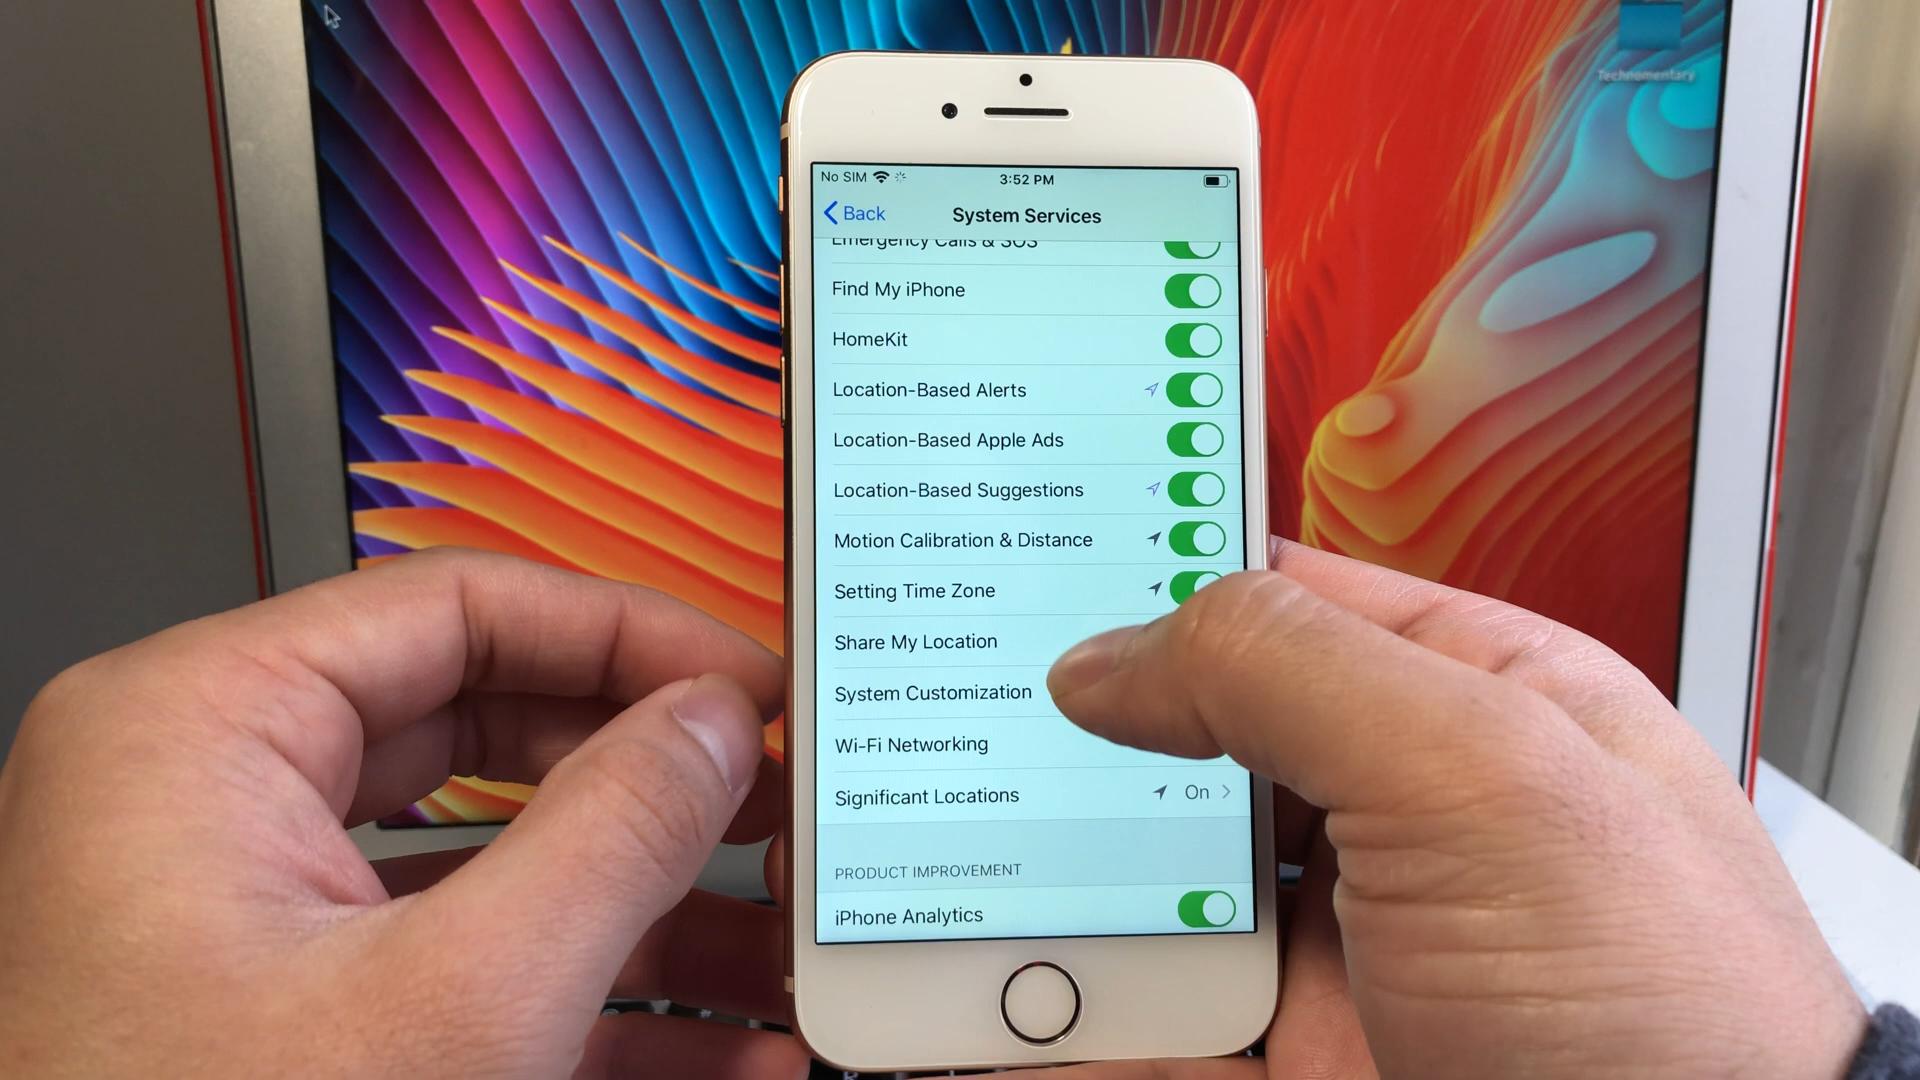 Technomentary
No SIM 3:52 PM
Back System Services
Emergency Calls & SOS
Find My iPhone
HomeKit
Location-Based Alerts
Location-Based Apple Ads
Location-Based Suggestions
Motion Calibration & Distance
Setting Time Zone
Share My Location
System Customization
Wi-Fi Networking
Significant Locations On
PRODUCT IMPROVEMENT
iPhone Analytics